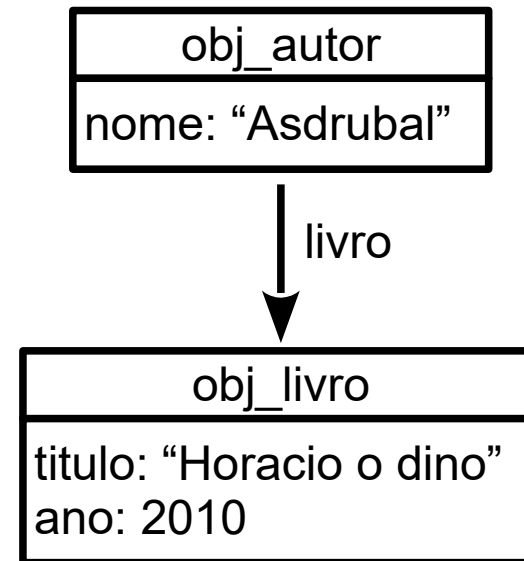 obj_autor
nome: “Asdrubal”
livro
obj_livro
titulo: “Horacio o dino”
ano: 2010